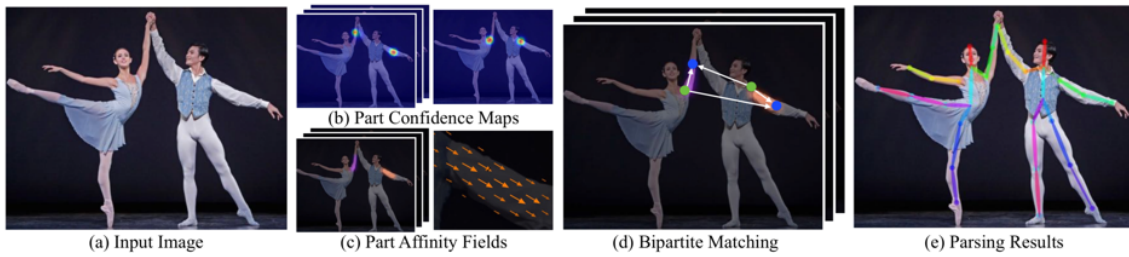 (a) Input Image
(b) Part Confidence Maps
(c) Part Affinity Fields
(d) Bipartite Matching
(e) Parsing Results